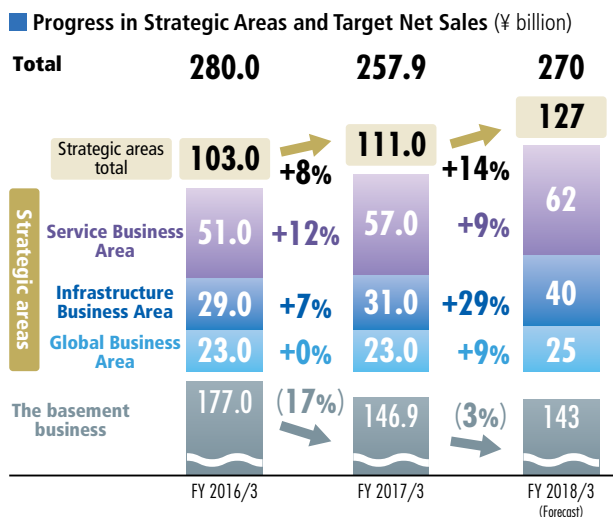 Progress in Strategic Areas and Target Net Sales (¥ billion)
Total 280.0 257.9 270
Strategic areas
total
103.0 +8% 111.0 +14% 127
Strategic areas
Service Business
Area
51.0 +12% 57.0 +9% 62
Infrastructure
Business Area
29.0 +7% 31.0 +29% 40
Global Business
Area
23.0 +0% 23.0 +9% 25
The basement
business
177.0 (17%) 146.9 (3%) 143
FY 2016/3 FY 2017/3 FY 2018/3
(Forecast)